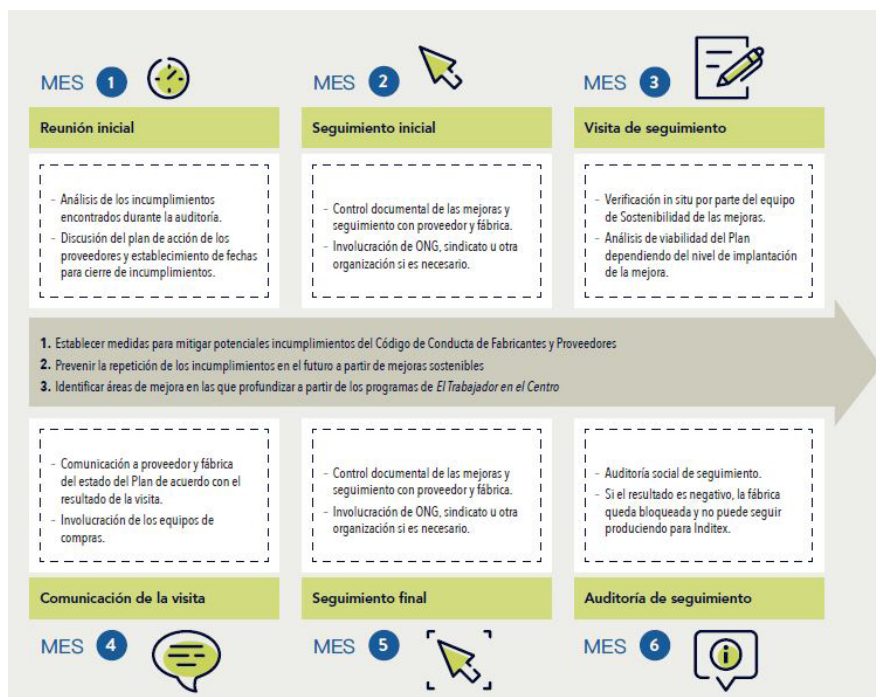 MES 1
Reunión inicial
- Análisis de los incumplimientos
encontrados durante la auditoría.
- Discusión del plan de acción de los
proveedores y establecimiento de fechas
para cierre de incumplimientos.
MES 2
Seguimiento inicial
- Control documental de las mejoras y
seguimiento con proveedor y fábrica.
- Involucración de ONG, sindicato u otra
organización si es necesario.
MES 3
Visita de seguimiento
- Verificación in situ por parte del equipo
de Sostenibilidad de las mejoras.
- Análisis de viabilidad del Plan
dependiendo del nivel de implantación
de la mejora.
1. Establecer medidas para mitigar potenciales incumplimientos del Código de Conducta de Fabricantes y Proveedores
2. Prevenir la repetición de los incumplimientos en el futuro a partir de mejoras sostenibles
3. Identificar áreas de mejora en las que profundizar a partir de los programas de El Trabajador en el Centro
- Comunicación a proveedor y fábrica
del estado del Plan de acuerdo con el
resultado de la visita.
- Involucración de los equipos de
compras.
Comunicación de la visita
MES 4
- Control documental de las mejoras y
seguimiento con proveedor y fábrica.
- Involucración de ONG, sindicato u otra
organización si es necesario.
Seguimiento final
MES 5
- Auditoría social de seguimiento.
- Si el resultado es negativo, la fábrica
queda bloqueada y no puede seguir
produciendo para Inditex.
Auditoría de seguimiento
MES 6
i